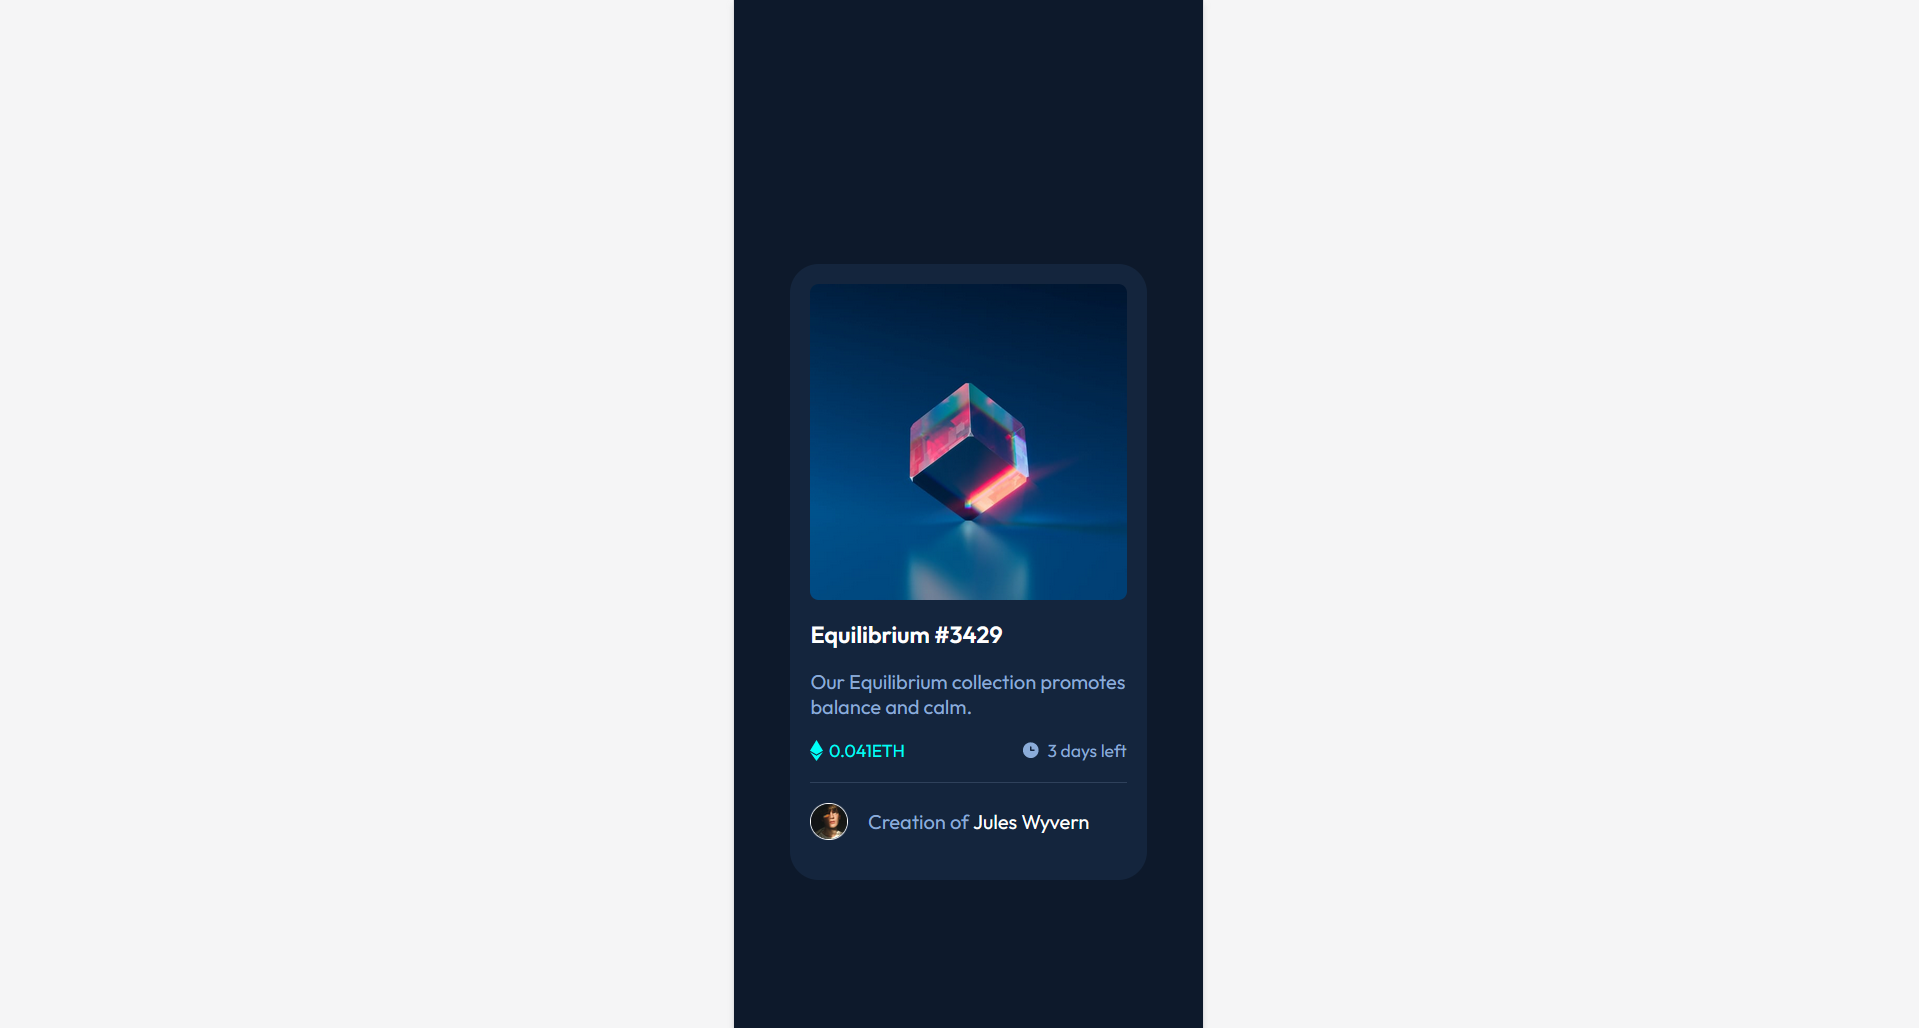 Equilibrium #3429
Our Equilibrium collection promotes
balance and calm.
0.041ETH
3 days left
Creation of Jules Wyvern